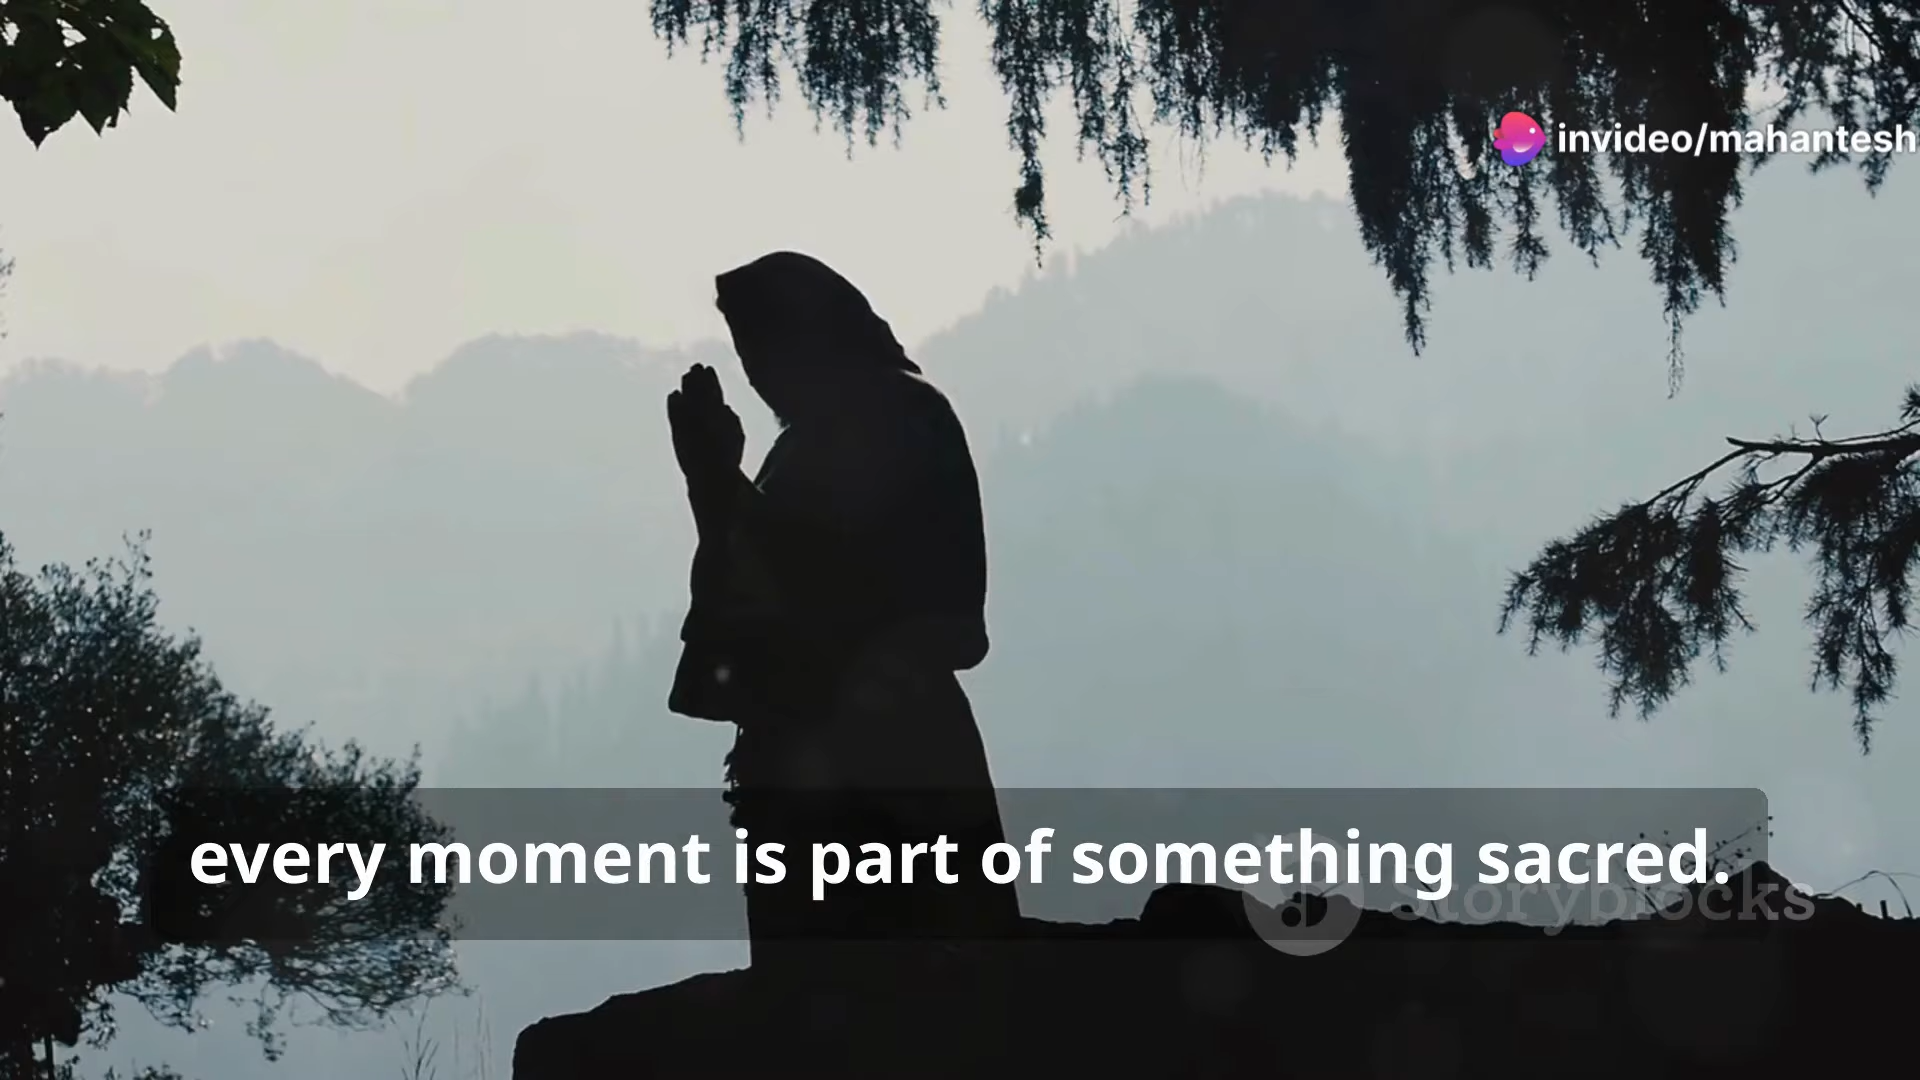 invideo/mahantesh
every moment is part of something sacred.
Storyblocks